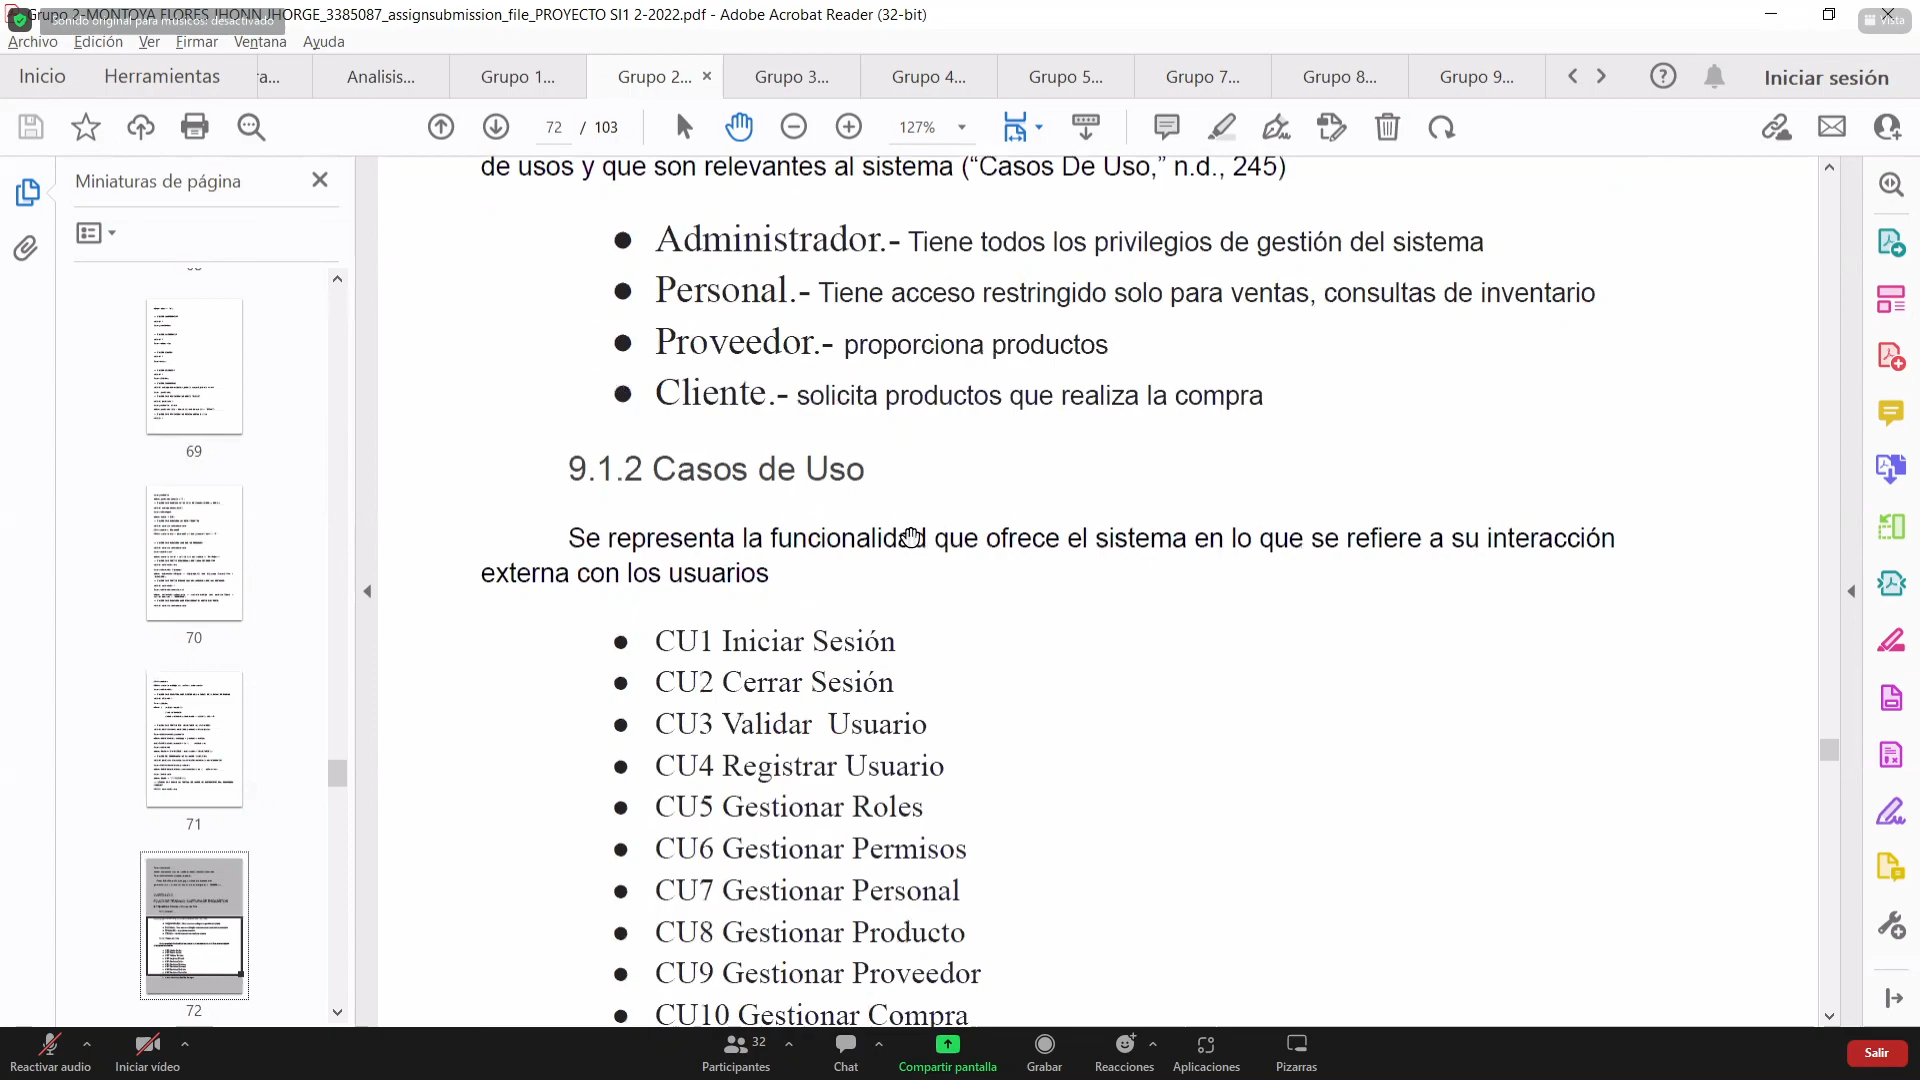 Grupo 2-MONTOYA FLORES JHONN JHORGE_3385087_assignsubmission_file_PROYECTO SI1 2-2022.pdf - Adobe Acrobat Reader (32-bit)
Sonido original para músicos: desactivado
Vista
Archivo Edición Ver Firmar Ventana Ayuda
Inicio Herramientas ra... Analisis... Grupo 1... Grupo 2... Grupo 3... Grupo 4... Grupo 5... Grupo 7... Grupo 8... Grupo 9... Iniciar sesión
72 / 103 127%
Miniaturas de página
69
70
71
72
de usos y que son relevantes al sistema (“Casos De Uso,” n.d., 245)
● Administrador.- Tiene todos los privilegios de gestión del sistema
● Personal.- Tiene acceso restringido solo para ventas, consultas de inventario
● Proveedor.- proporciona productos
● Cliente.- solicita productos que realiza la compra
9.1.2 Casos de Uso
Se representa la funcionalidad que ofrece el sistema en lo que se refiere a su interacción
externa con los usuarios
● CU1 Iniciar Sesión
● CU2 Cerrar Sesión
● CU3 Validar Usuario
● CU4 Registrar Usuario
● CU5 Gestionar Roles
● CU6 Gestionar Permisos
● CU7 Gestionar Personal
● CU8 Gestionar Producto
● CU9 Gestionar Proveedor
● CU10 Gestionar Compra
Reactivar audio Iniciar vídeo Participantes 32 Chat Compartir pantalla Grabar Reacciones Aplicaciones Pizarras Salir